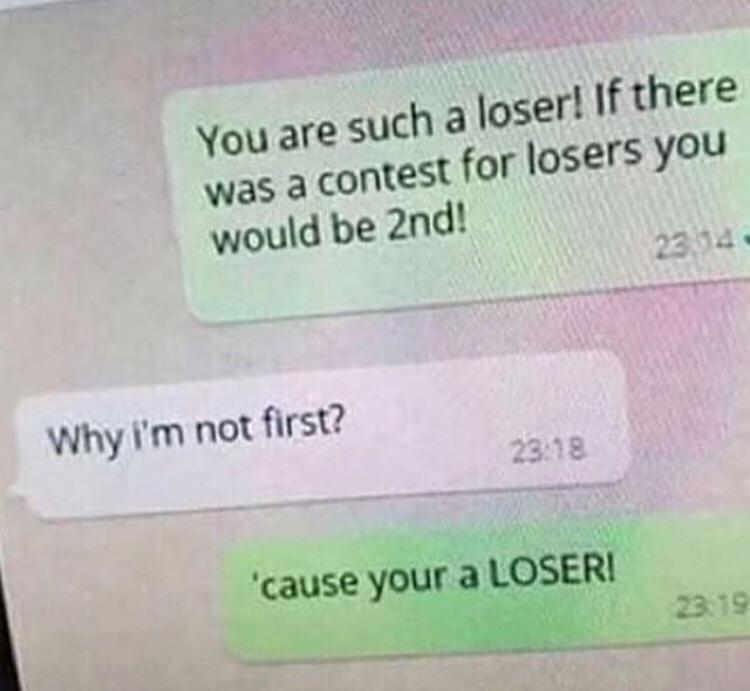 You are such a loser! If there
was a contest for losers you
would be 2nd!
23:14
Why i'm not first?
23:18
'cause your a LOSER!
23:19